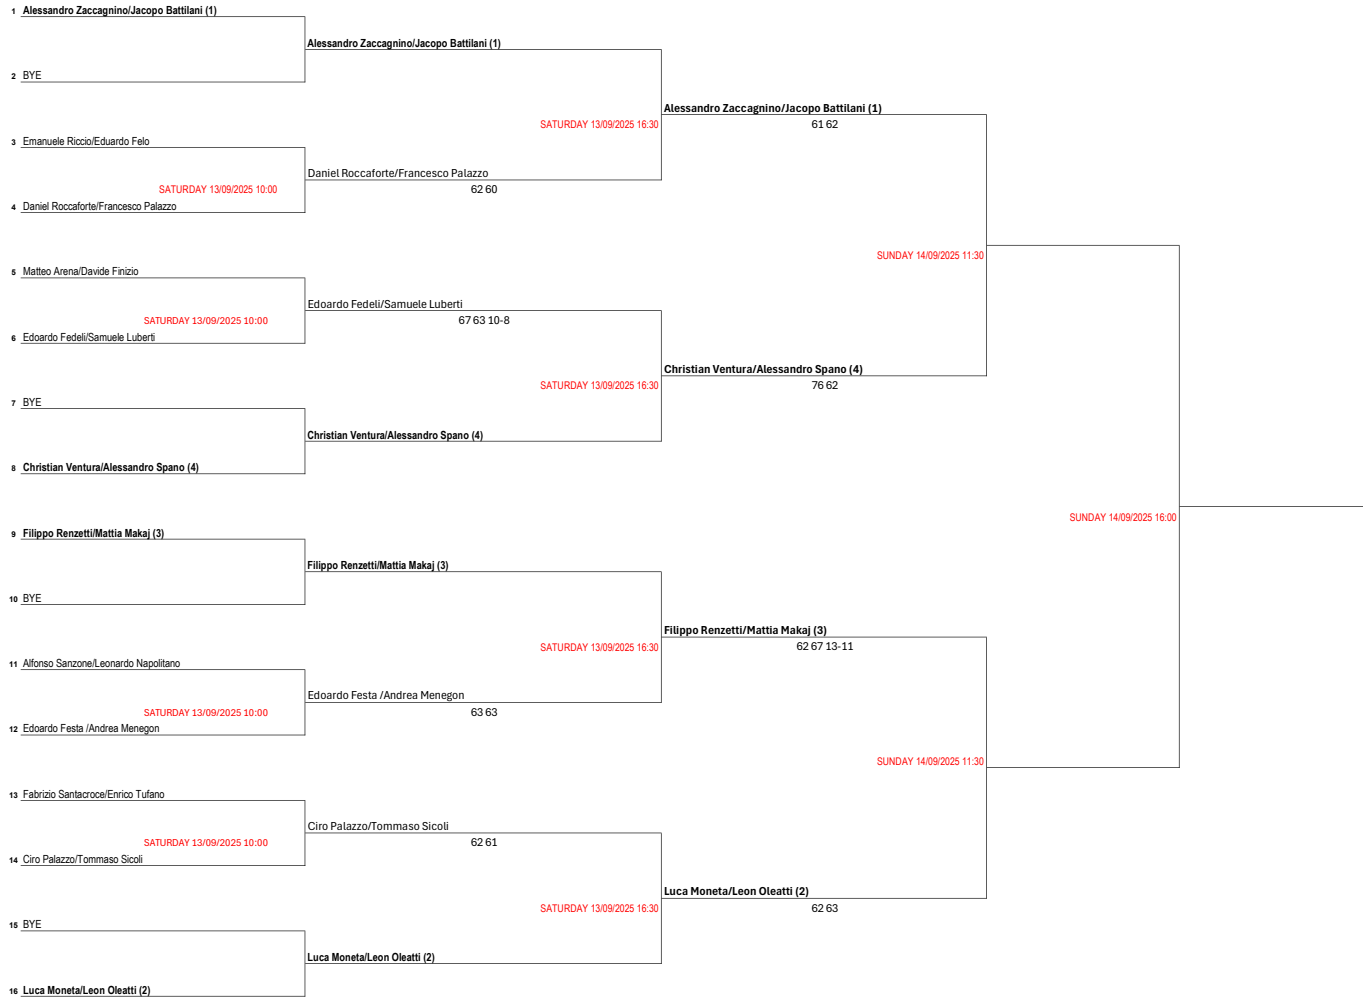 1 Alessandro Zaccagnino/Jacopo Battilani (1)
Alessandro Zaccagnino/Jacopo Battilani (1)
2 BYE
Alessandro Zaccagnino/Jacopo Battilani (1)
SATURDAY 13/09/2025 16:30
61 62
3 Emanuele Riccio/Eduardo Felo
Daniel Roccaforte/Francesco Palazzo
SATURDAY 13/09/2025 10:00
62 60
4 Daniel Roccaforte/Francesco Palazzo
SUNDAY 14/09/2025 11:30
5 Matteo Arena/Davide Finizio
Edoardo Fedeli/Samuele Luberti
SATURDAY 13/09/2025 10:00
67 63 10-8
6 Edoardo Fedeli/Samuele Luberti
Christian Ventura/Alessandro Spano (4)
SATURDAY 13/09/2025 16:30
76 62
7 BYE
Christian Ventura/Alessandro Spano (4)
8 Christian Ventura/Alessandro Spano (4)
SUNDAY 14/09/2025 16:00
9 Filippo Renzetti/Mattia Makaj (3)
Filippo Renzetti/Mattia Makaj (3)
10 BYE
Filippo Renzetti/Mattia Makaj (3)
SATURDAY 13/09/2025 16:30
62 67 13-11
11 Alfonso Sanzone/Leonardo Napolitano
Edoardo Festa /Andrea Menegon
SATURDAY 13/09/2025 10:00
63 63
12 Edoardo Festa /Andrea Menegon
SUNDAY 14/09/2025 11:30
13 Fabrizio Santacroce/Enrico Tufano
Ciro Palazzo/Tommaso Sicoli
SATURDAY 13/09/2025 10:00
62 61
14 Ciro Palazzo/Tommaso Sicoli
Luca Moneta/Leon Oleatti (2)
SATURDAY 13/09/2025 16:30
62 63
15 BYE
Luca Moneta/Leon Oleatti (2)
16 Luca Moneta/Leon Oleatti (2)